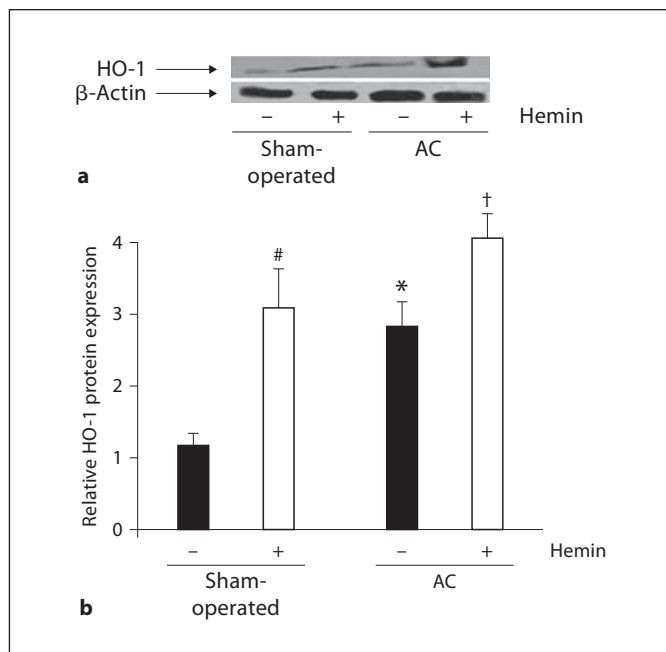 HO-1
β-Actin
– + – + Hemin
Sham-operated AC
a
Relative HO-1 protein expression
4
3
2
1
0
# * †
– + – + Hemin
Sham-operated AC
b